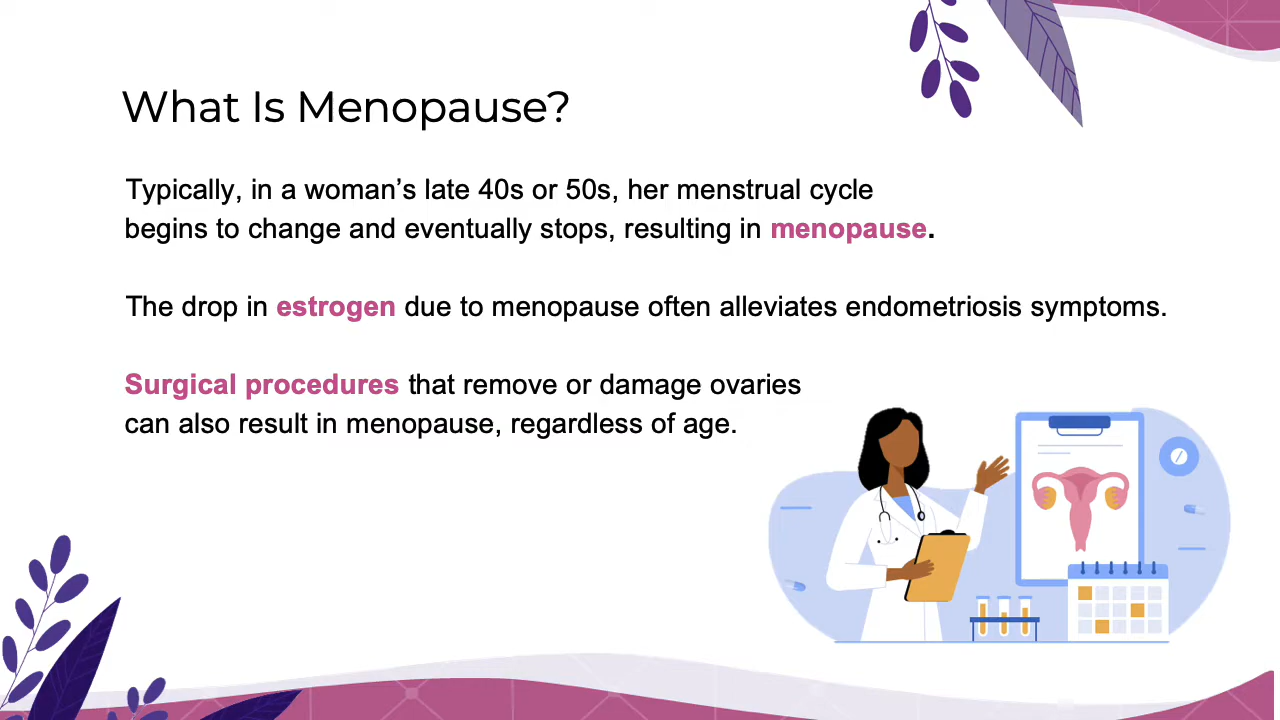 What Is Menopause?
Typically, in a woman’s late 40s or 50s, her menstrual cycle
begins to change and eventually stops, resulting in menopause.
The drop in estrogen due to menopause often alleviates endometriosis symptoms.
Surgical procedures that remove or damage ovaries
can also result in menopause, regardless of age.